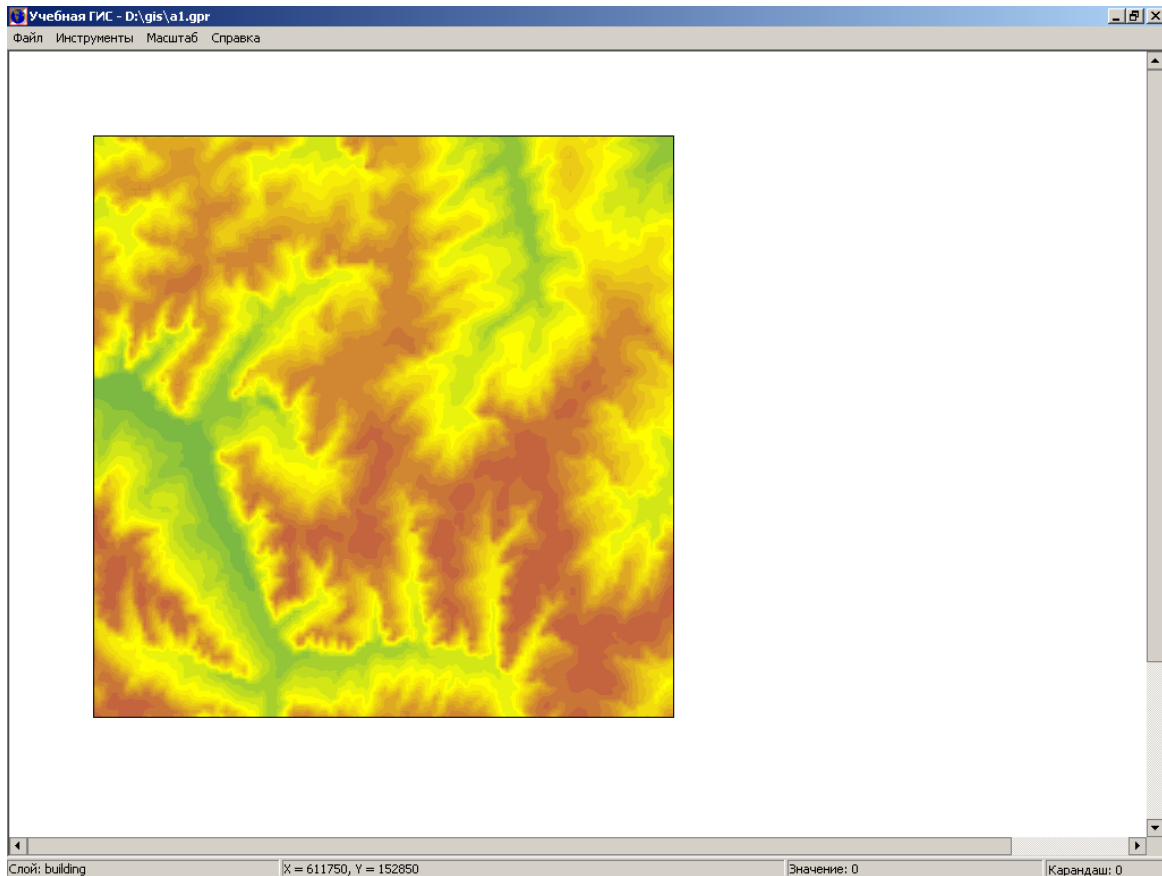 Учебная ГИС - D:\gis\a1.gpr
Файл Инструменты Масштаб Справка
Слой: building X = 611750, Y = 152850 Значение: 0 Карандаш: 0